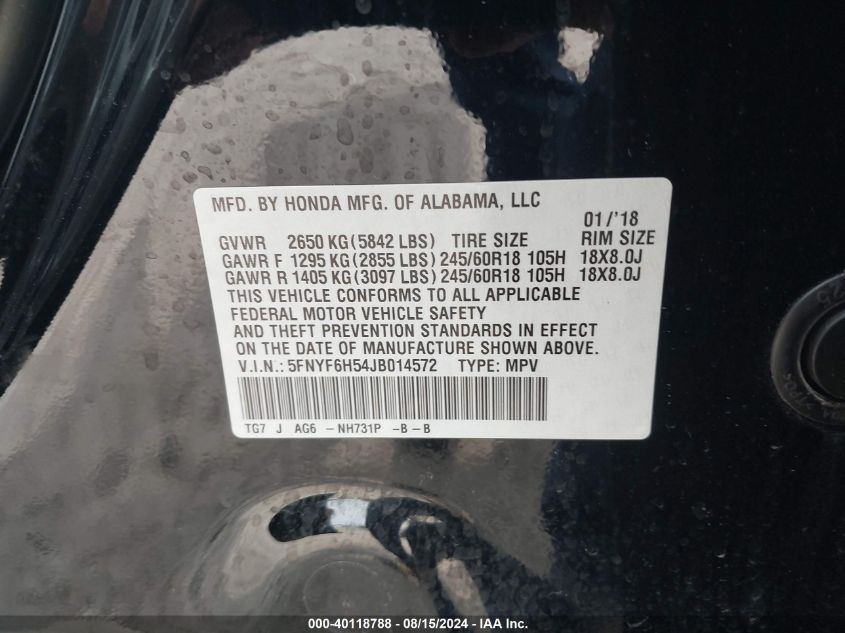 MFD. BY HONDA MFG. OF ALABAMA, LLC
01/'18
GVWR 2650 KG(5842 LBS) TIRE SIZE RIM SIZE
GAWR F 1295 KG(2855 LBS) 245/60R18 105H 18X8.0J
GAWR R 1405 KG(3097 LBS) 245/60R18 105H 18X8.0J
THIS VEHICLE CONFORMS TO ALL APPLICABLE
FEDERAL MOTOR VEHICLE SAFETY
AND THEFT PREVENTION STANDARDS IN EFFECT
ON THE DATE OF MANUFACTURE SHOWN ABOVE.
V.I.N.: 5FNYF6H54JB014572 TYPE: MPV
TG7 J AG6 -NH731P -B-B
000-40118788 - 08/15/2024 - IAA Inc.